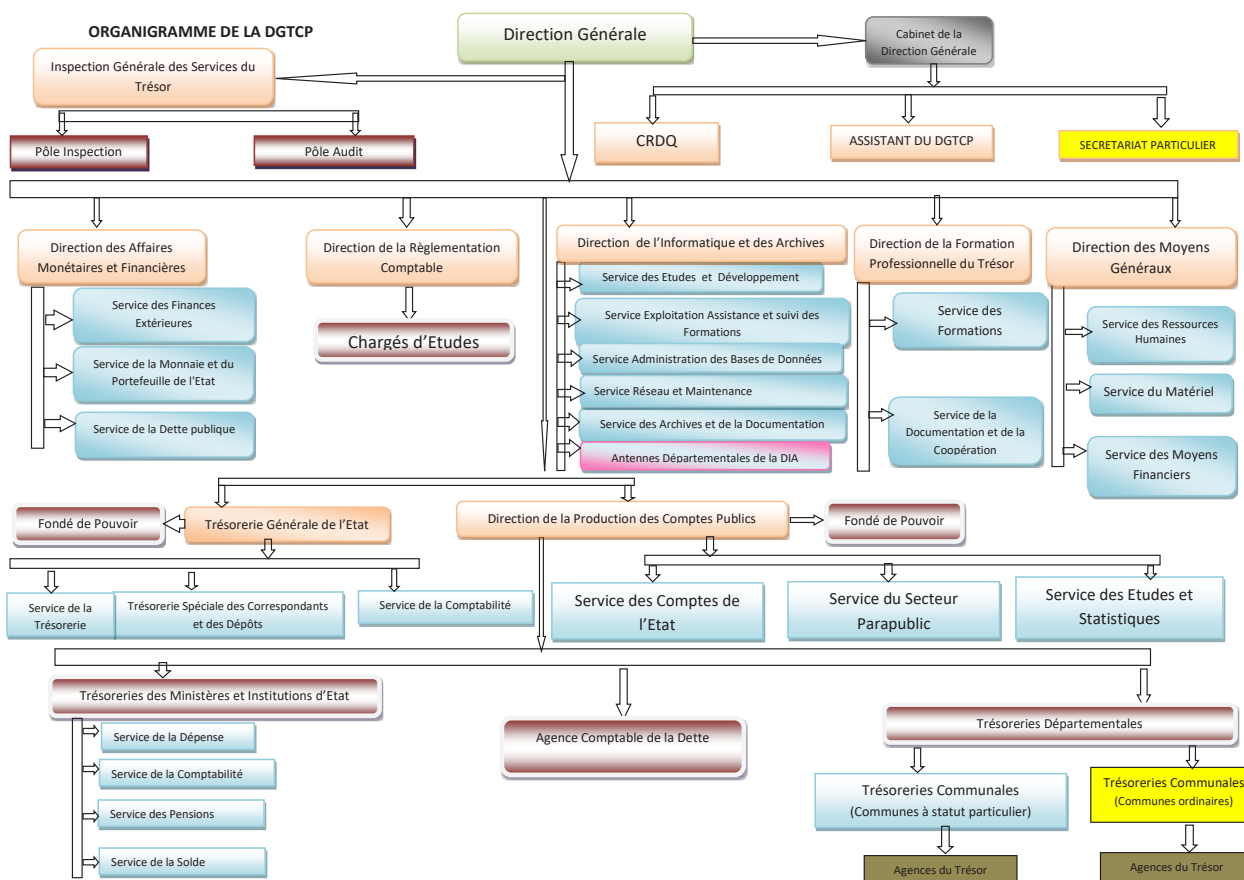 ORGANIGRAMME DE LA DGTCP
Direction Générale
Cabinet de la
Direction Générale
Inspection Générale des Services du
Trésor
Pôle Inspection
Pôle Audit
CRDQ
ASSISTANT DU DGTCP
SECRETARIAT PARTICULIER
Direction des Affaires
Monétaires et Financières
Service des Finances
Extérieures
Service de la Monnaie et du
Portefeuille de l'Etat
Service de la Dette publique
Direction de la Règlementation
Comptable
Chargés d'Etudes
Direction de l'Informatique et des Archives
Service des Etudes et Développement
Service Exploitation Assistance et suivi des
Formations
Service Administration des Bases de Données
Service Réseau et Maintenance
Service des Archives et de la Documentation
Antennes Départementales de la DIA
Direction de la Formation
Professionnelle du Trésor
Service des
Formations
Service de la
Documentation et de la
Coopération
Direction des Moyens
Généraux
Service des Ressources
Humaines
Service du Matériel
Service des Moyens
Financiers
Fondé de Pouvoir
Trésorerie Générale de l'Etat
Direction de la Production des Comptes Publics
Fondé de Pouvoir
Service de la
Trésorerie
Trésorerie Spéciale des Correspondants
et des Dépôts
Service de la Comptabilité
Service des Comptes de
l'Etat
Service du Secteur
Parapublic
Service des Etudes et
Statistiques
Trésoreries des Ministères et Institutions d'Etat
Service de la Dépense
Service de la Comptabilité
Service des Pensions
Service de la Solde
Agence Comptable de la Dette
Trésoreries Départementales
Trésoreries Communales
(Communes à statut particulier)
Agences du Trésor
Trésoreries Communales
(Communes ordinaires)
Agences du Trésor